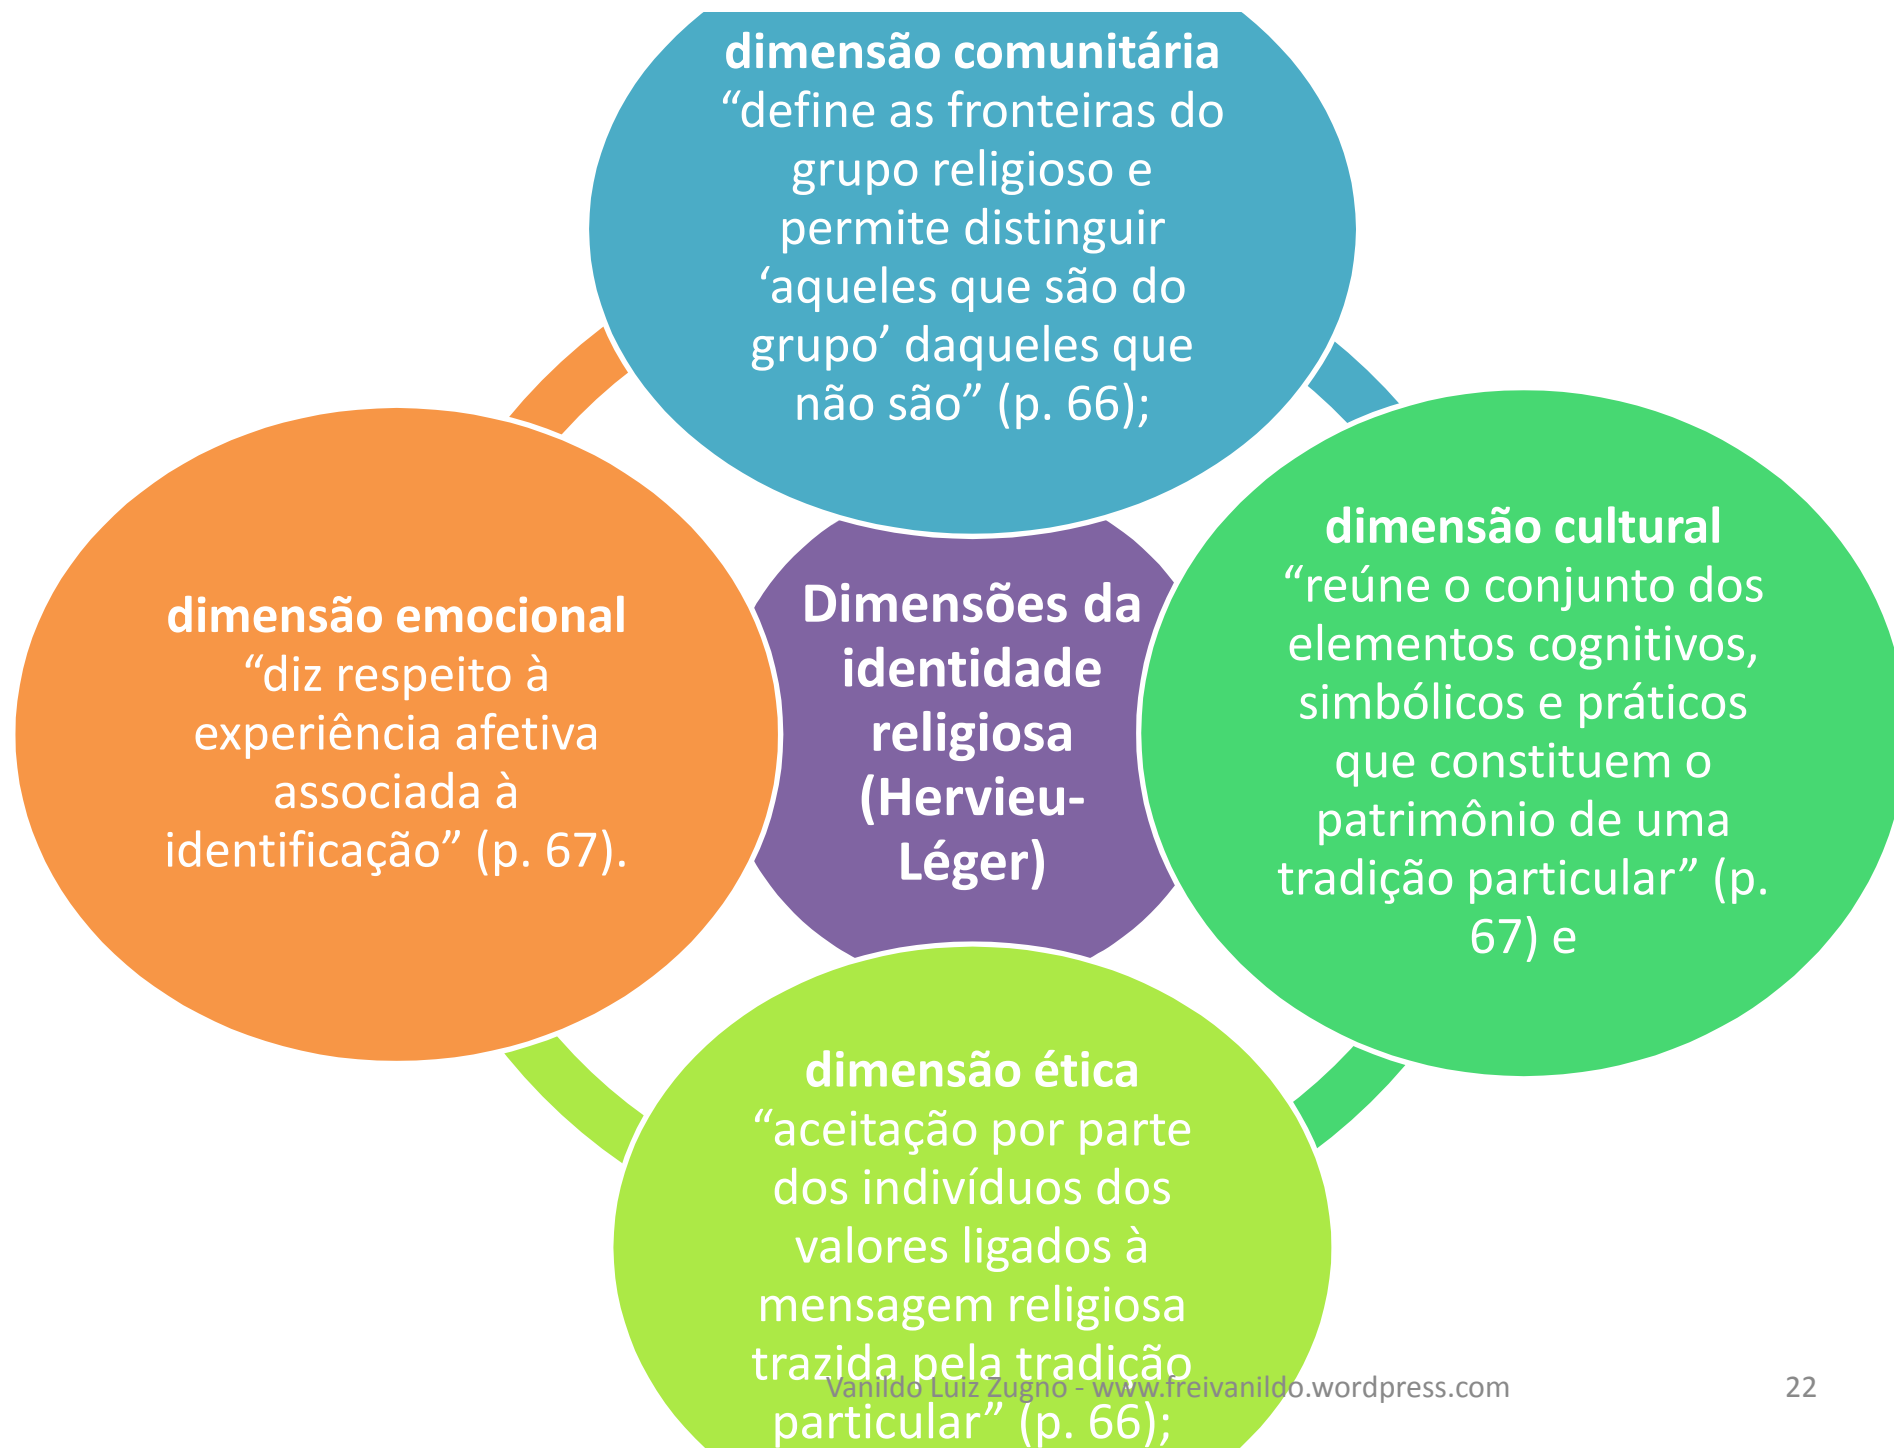 dimensão comunitária
“define as fronteiras do
grupo religioso e
permite distinguir
‘aqueles que são do
grupo’ daqueles que
não são” (p. 66);
dimensão emocional
“diz respeito à
experiência afetiva
associada à
identificação” (p. 67).
Dimensões da
identidade
religiosa
(Hervieu-
Léger)
dimensão cultural
“reúne o conjunto dos
elementos cognitivos,
simbólicos e práticos
que constituem o
patrimônio de uma
tradição particular” (p.
67) e
dimensão ética
“aceitação por parte
dos indivíduos dos
valores ligados à
mensagem religiosa
trazida pela tradição
particular” (p. 66);
Vanildo Luiz Zugno - www.freivanildo.wordpress.com
22